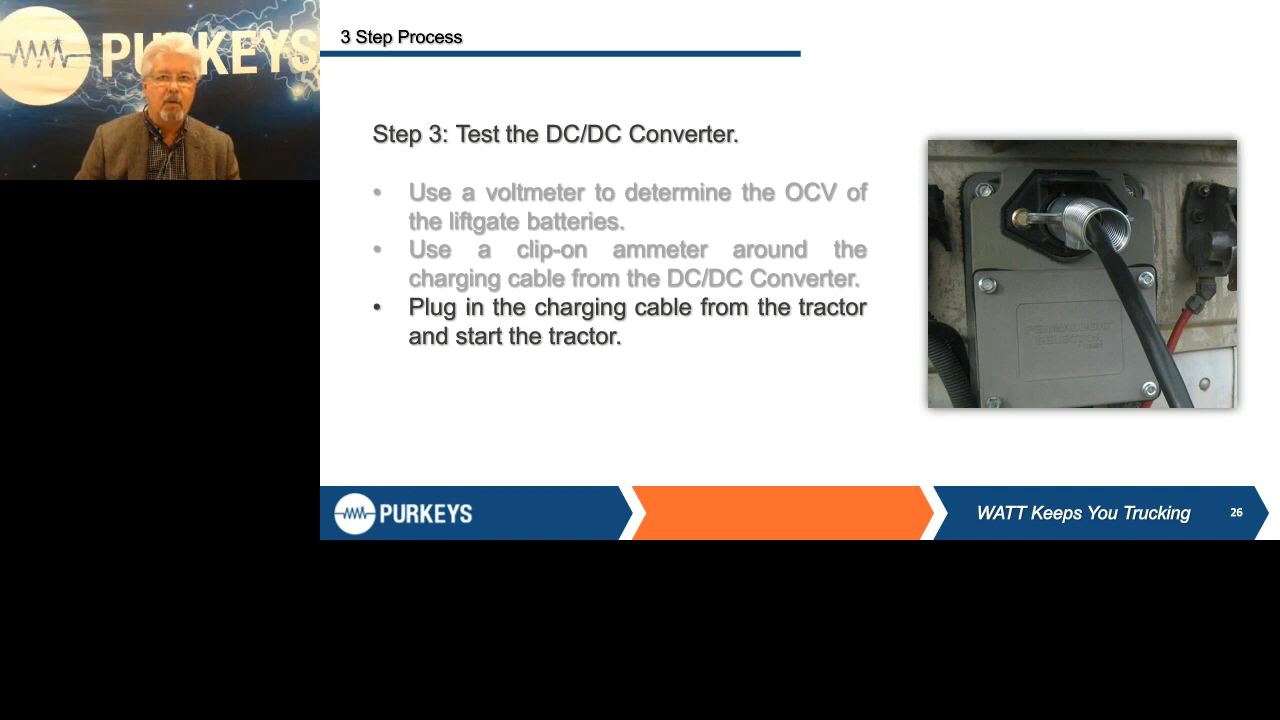 PURKEYS
3 Step Process
Step 3: Test the DC/DC Converter.
• Use a voltmeter to determine the OCV of
the liftgate batteries.
• Use a clip-on ammeter around the
charging cable from the DC/DC Converter.
• Plug in the charging cable from the tractor
and start the tractor.
PURKEYS
WATT Keeps You Trucking
26